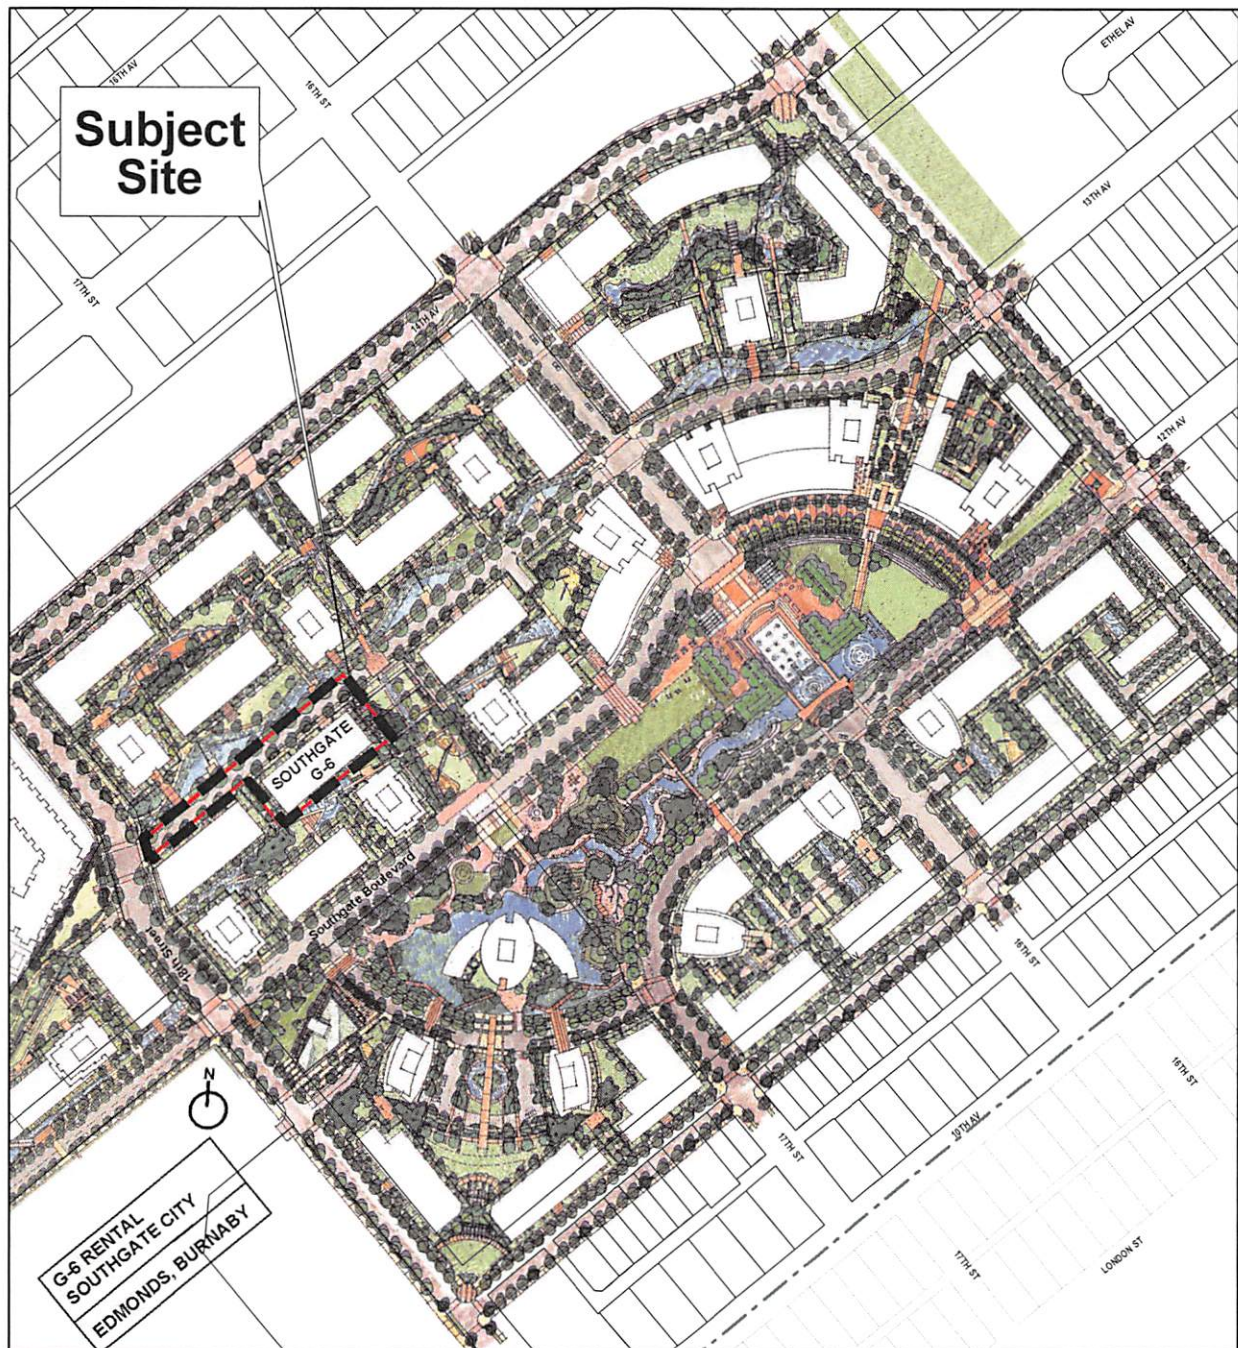 16TH AV
16TH ST
ETHEL AV
Subject
Site
13TH AV
17TH ST
14TH AV
12TH AV
SOUTHGATE
G-6
Southgate Boulevard
18th Street
16TH ST
16TH ST
N
10TH AV
17TH ST
17TH ST
LONDON ST
G-6 RENTAL
SOUTHGATE CITY
EDMONDS, BURNABY